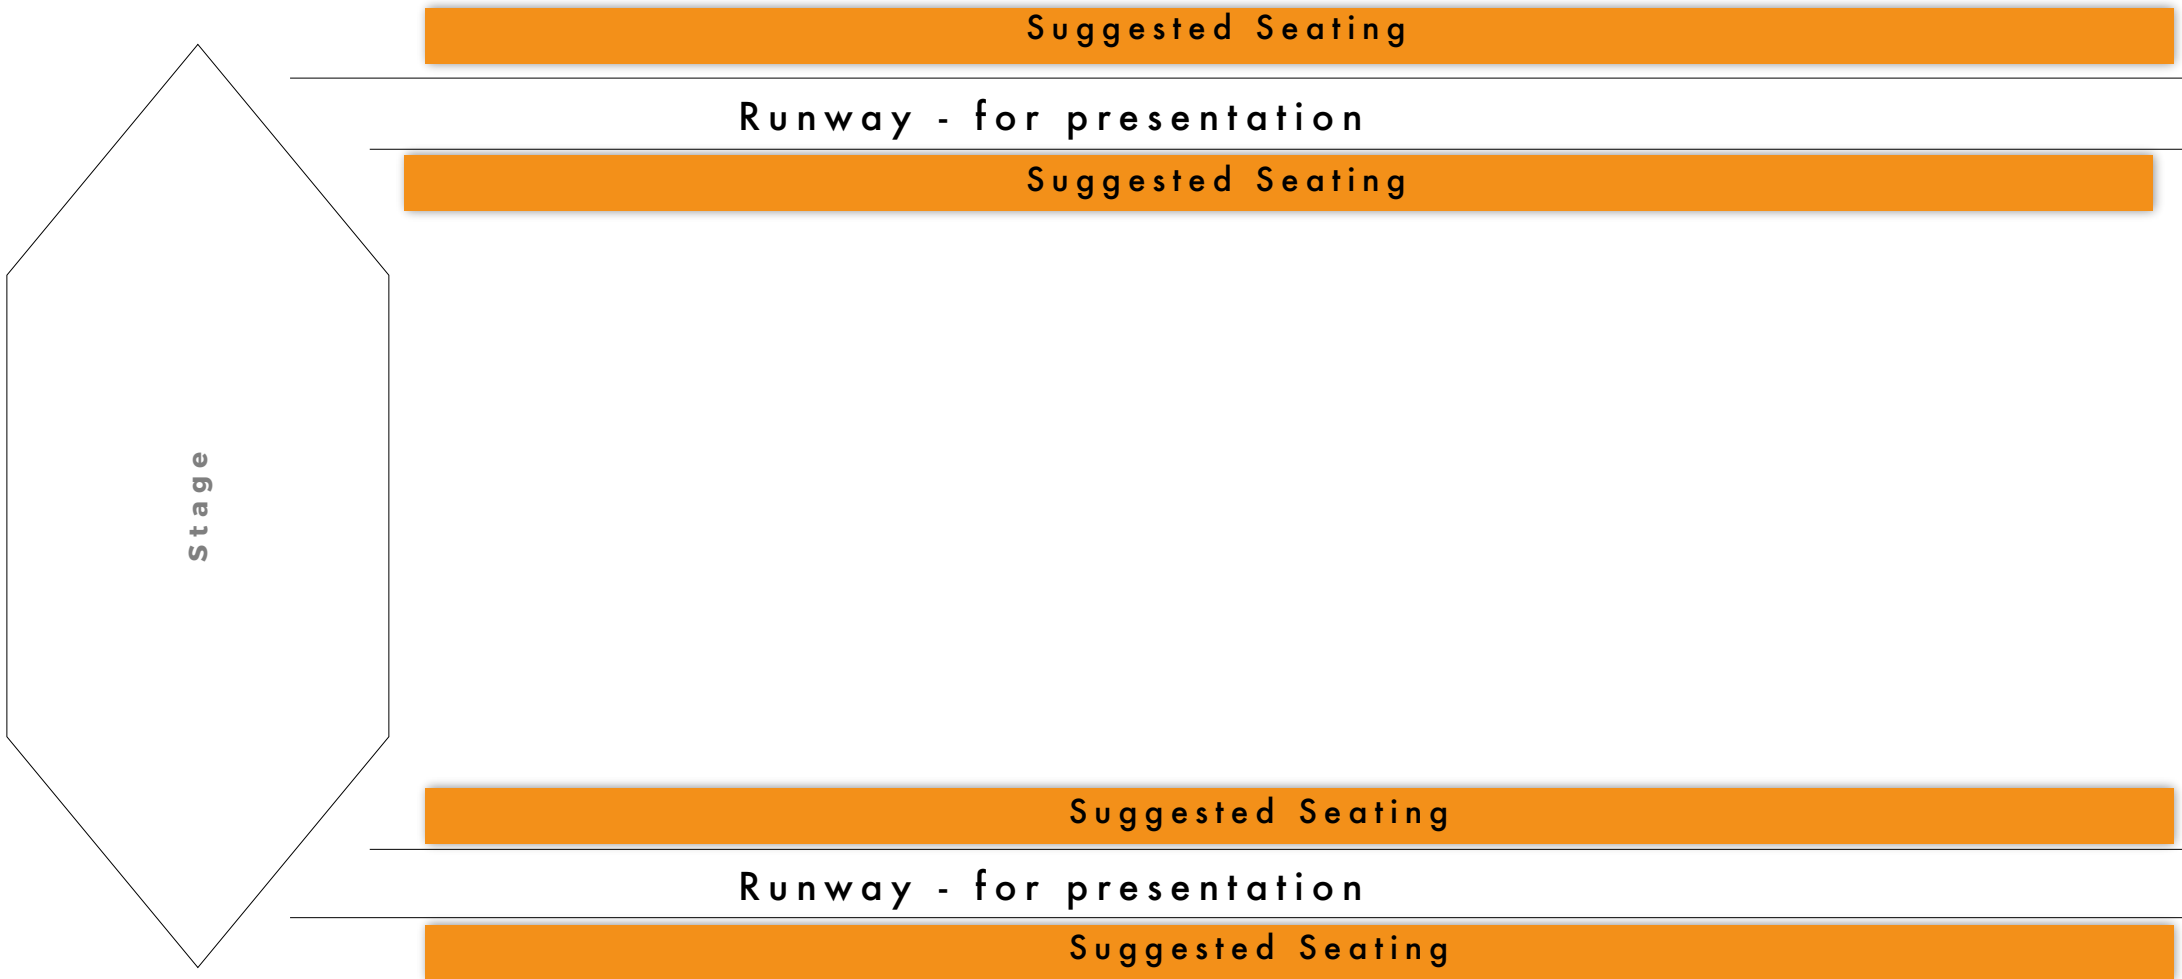 Suggested Seating
Runway - for presentation
Suggested Seating
Stage
Suggested Seating
Runway - for presentation
Suggested Seating